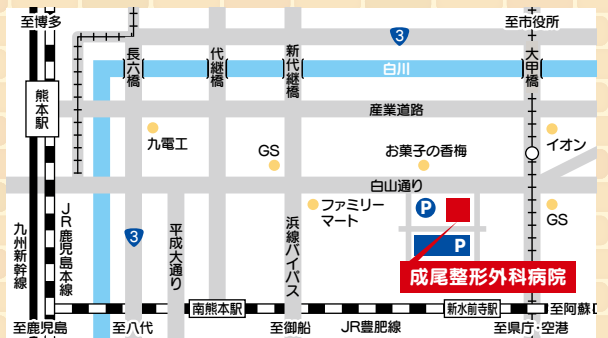 至博多
至市役所
3
長六橋
代継橋
新代継橋
大甲橋
白川
熊本駅
産業道路
九電工
GS
お菓子の香梅
イオン
白山通り
ファミリー
マート
P
GS
九州新幹線
JR鹿児島本線
3
平成大通り
浜線バイパス
P
成尾整形外科病院
南熊本駅
新水前寺駅
至阿蘇
至鹿児島
至八代
至御船
JR豊肥線
至県庁・空港